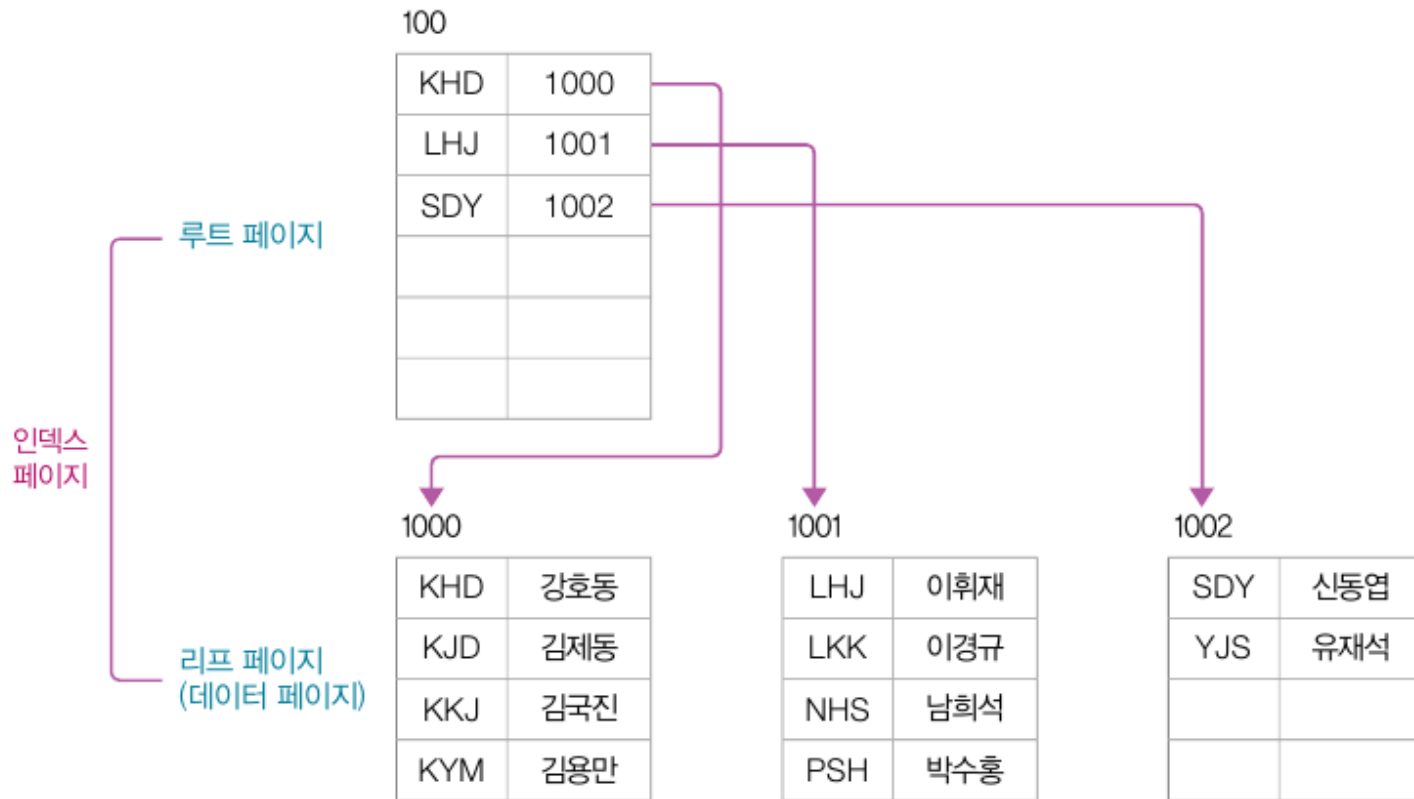 100
KHD 1000
LHJ 1001
SDY 1002
루트 페이지
인덱스
페이지
리프 페이지
(데이터 페이지)
1000
KHD 강호동
KJD 김제동
KKJ 김국진
KYM 김용만
1001
LHJ 이휘재
LKK 이경규
NHS 남희석
PSH 박수홍
1002
SDY 신동엽
YJS 유재석